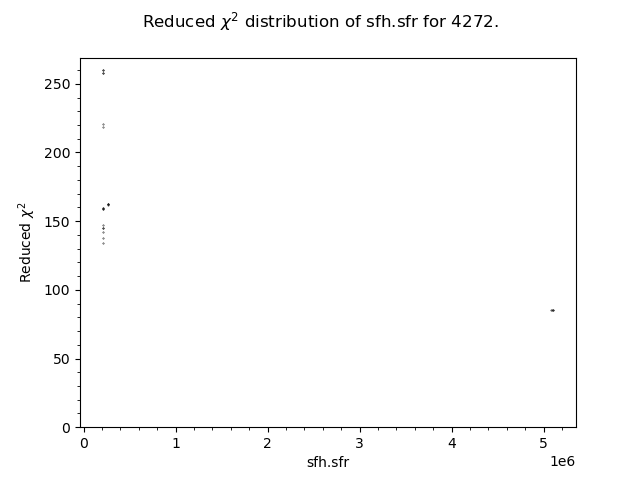 Reduced χ² distribution of sfh.sfr for 4272.
250
200
150
100
50
0
Reduced χ²
0 1 2 3 4 5
1e6
sfh.sfr